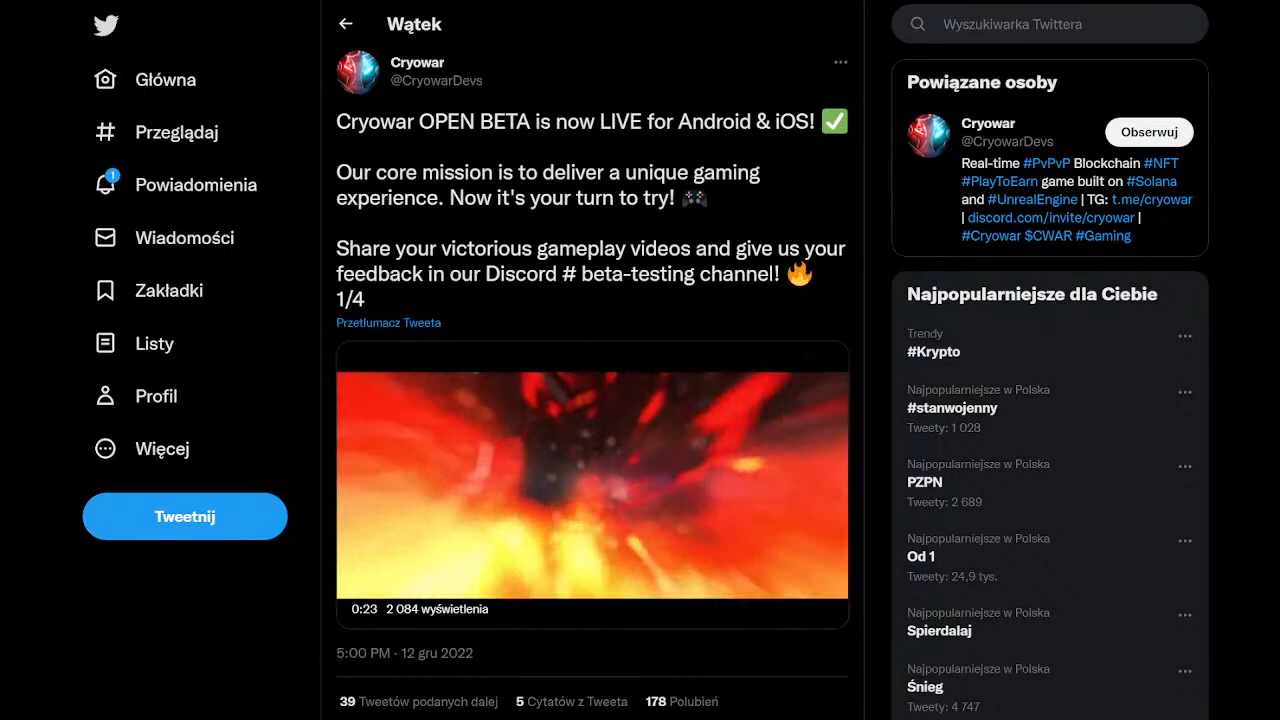 Główna
Przeglądaj
1
Powiadomienia
Wiadomości
Zakładki
Listy
Profil
Więcej
Tweetnij
Wątek
Cryowar
@CryowarDevs
Cryowar OPEN BETA is now LIVE for Android & iOS! ✅
Our core mission is to deliver a unique gaming
experience. Now it's your turn to try! 🎮
Share your victorious gameplay videos and give us your
feedback in our Discord # beta-testing channel! 🔥
1/4
Przetłumacz Tweeta
0:23 2 084 wyświetlenia
5:00 PM · 12 gru 2022
39 Tweetów podanych dalej 5 Cytatów z Tweeta 178 Polubień
Wyszukiwarka Twittera
Powiązane osoby
Cryowar
@CryowarDevs
Obserwuj
Real-time #PvPvP Blockchain #NFT
#PlayToEarn game built on #Solana
and #UnrealEngine | TG: t.me/cryowar
| discord.com/invite/cryowar |
#Cryowar $CWAR #Gaming
Najpopularniejsze dla Ciebie
Trendy
#Krypto
Najpopularniejsze w Polska
#stanwojenny
Tweety: 1 028
Najpopularniejsze w Polska
PZPN
Tweety: 2 689
Najpopularniejsze w Polska
Od 1
Tweety: 24,9 tys.
Najpopularniejsze w Polska
Spierdalaj
Najpopularniejsze w Polska
Śnieg
Tweety: 4 747